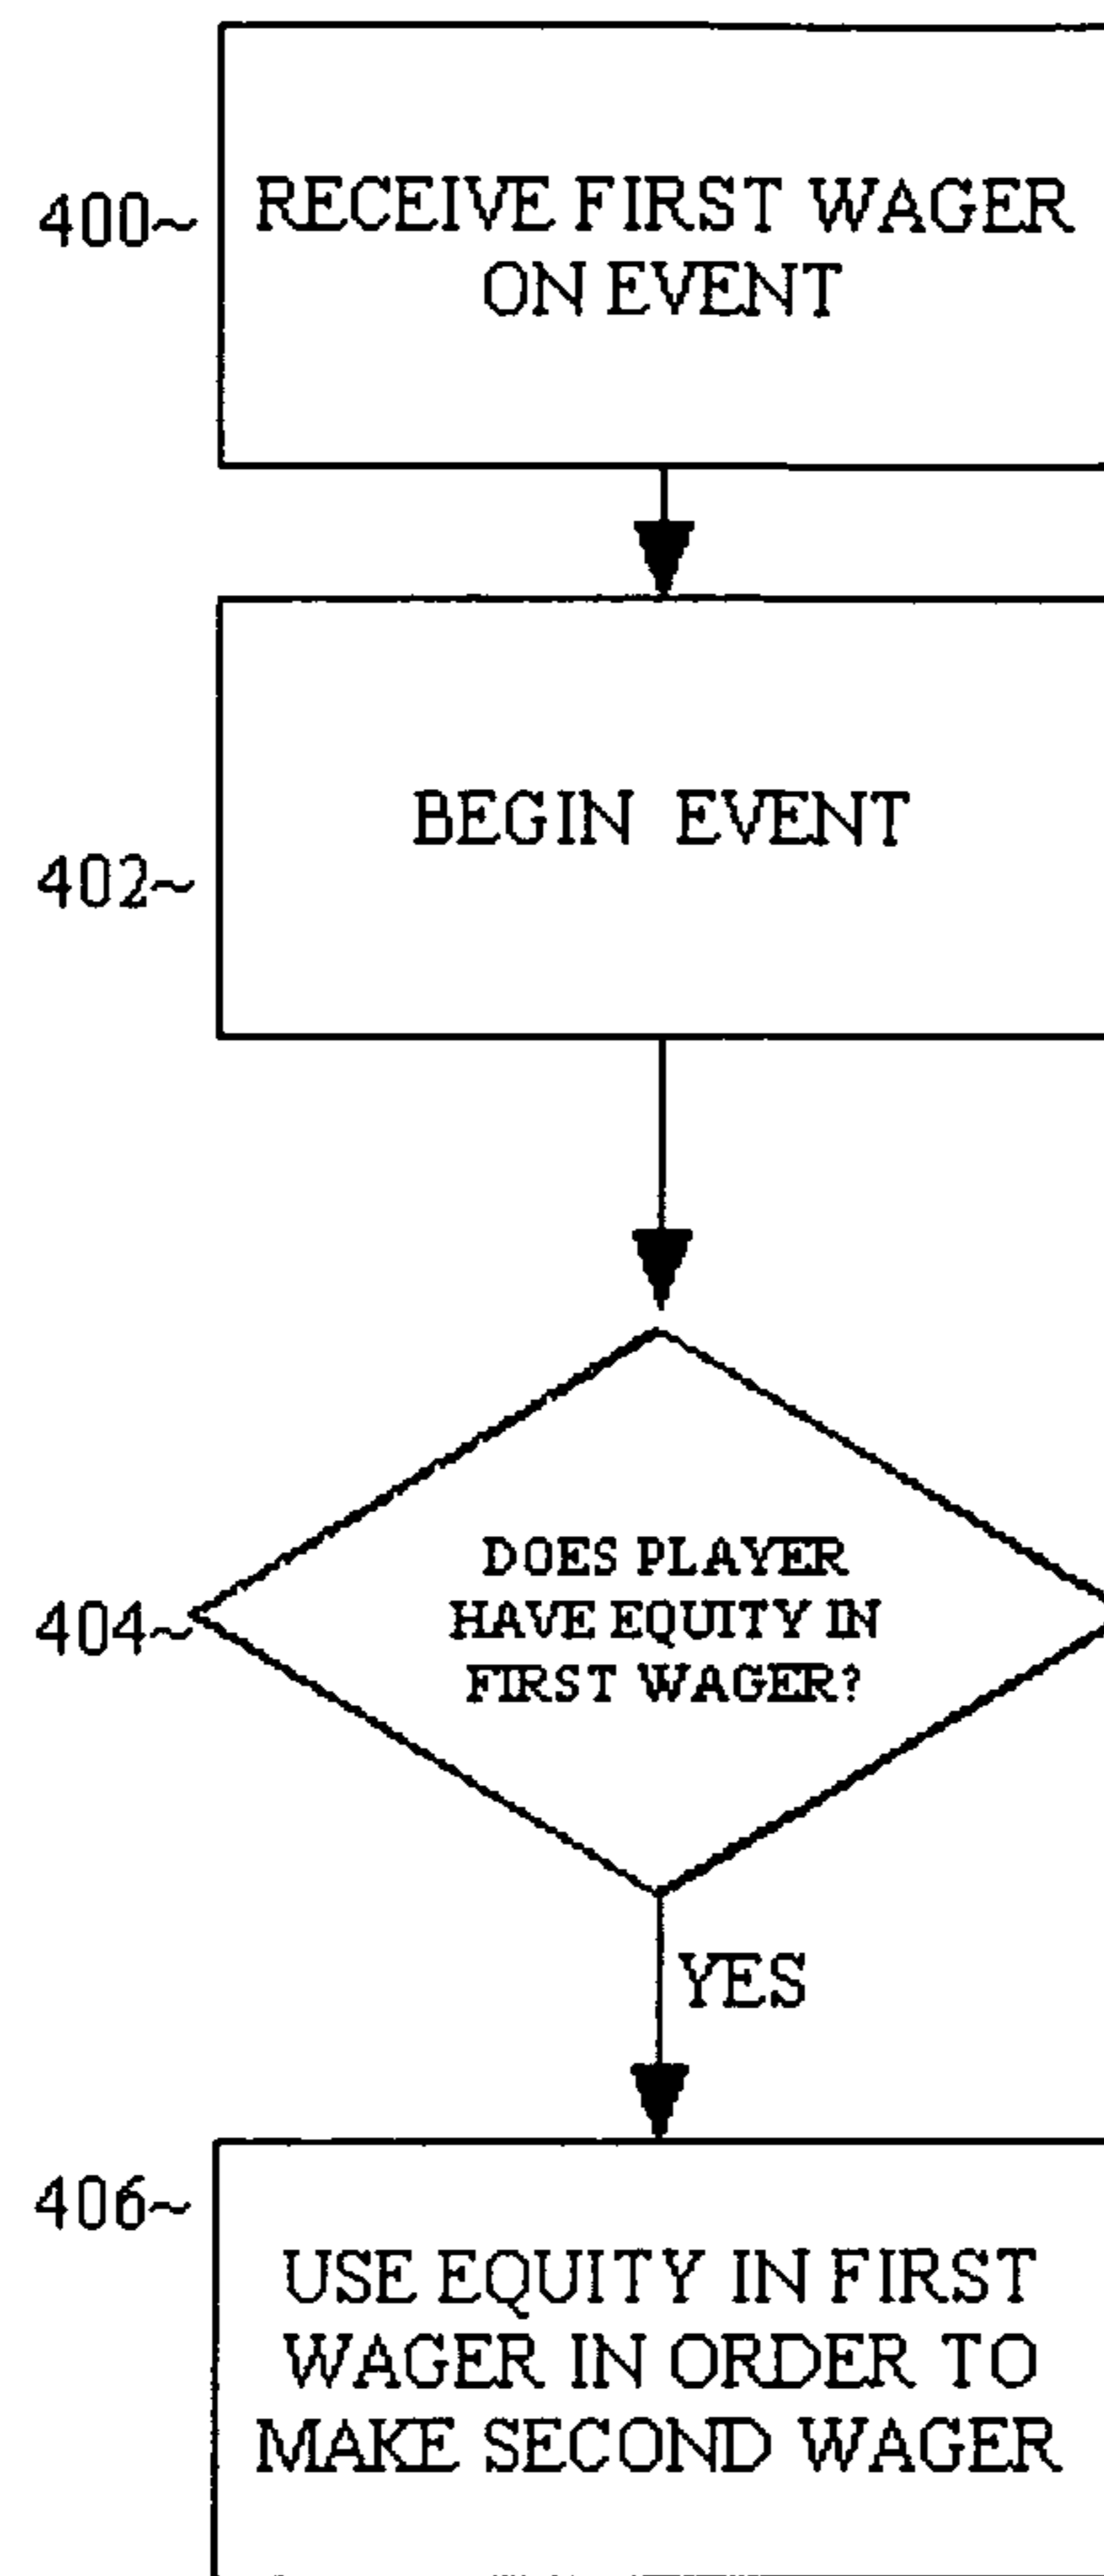 400~
RECEIVE FIRST WAGER
ON EVENT
402~
BEGIN EVENT
404~
DOES PLAYER
HAVE EQUITY IN
FIRST WAGER?
YES
406~
USE EQUITY IN FIRST
WAGER IN ORDER TO
MAKE SECOND WAGER